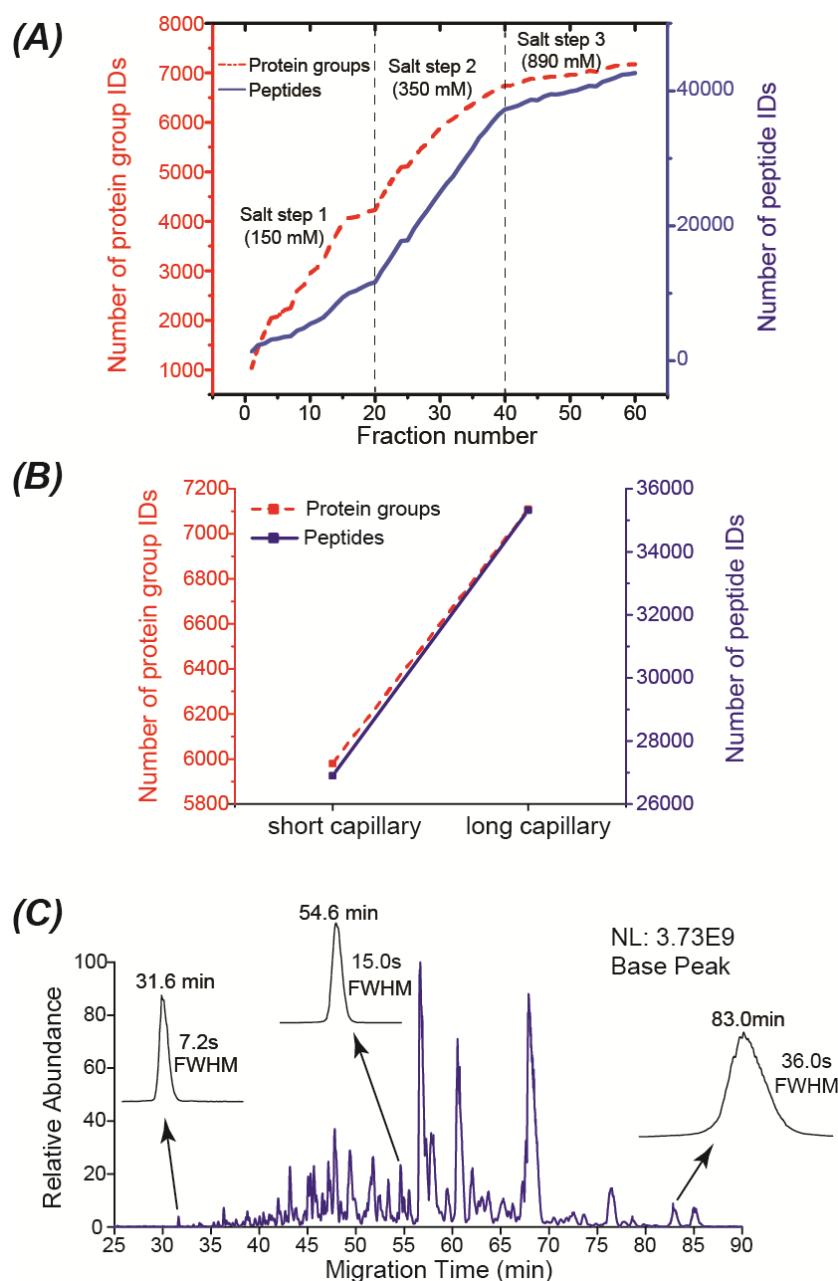 (A)
Number of protein group IDs
8000
7000
6000
5000
4000
3000
2000
1000
Protein groups
Peptides
Salt step 1
(150 mM)
Salt step 2
(350 mM)
Salt step 3
(890 mM)
40000
20000
0
Number of peptide IDs
0 10 20 30 40 50 60
Fraction number
(B)
Number of protein group IDs
7200
7000
6800
6600
6400
6200
6000
5800
Protein groups
Peptides
36000
34000
32000
30000
28000
26000
Number of peptide IDs
short capillary long capillary
(C)
Relative Abundance
100
80
60
40
20
0
31.6 min
7.2s
FWHM
54.6 min
15.0s
FWHM
NL: 3.73E9
Base Peak
83.0min
36.0s
FWHM
25 30 35 40 45 50 55 60 65 70 75 80 85 90
Migration Time (min)